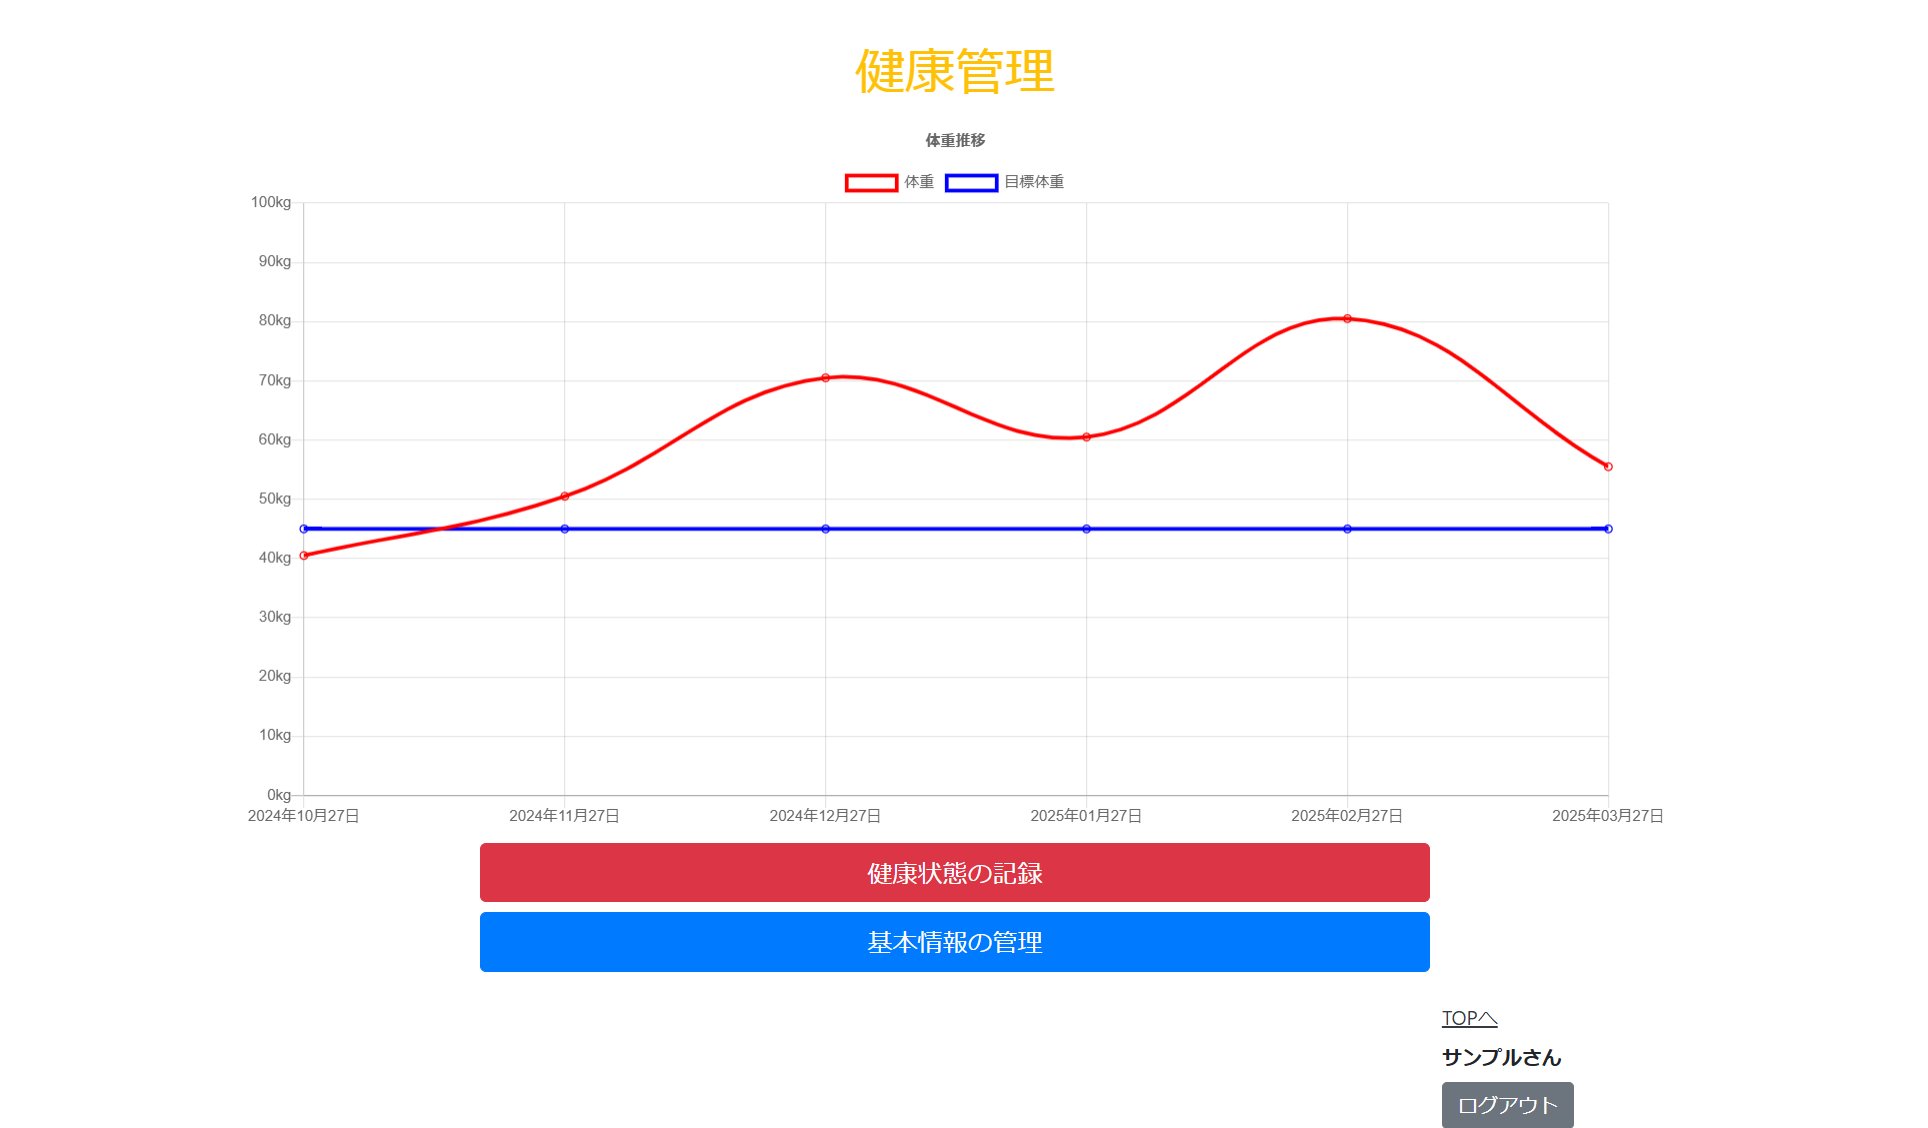 健康管理
体重推移
体重 目標体重
100kg
90kg
80kg
70kg
60kg
50kg
40kg
30kg
20kg
10kg
0kg
2024年10月27日 2024年11月27日 2024年12月27日 2025年01月27日 2025年02月27日 2025年03月27日
健康状態の記録
基本情報の管理
TOPへ
サンプルさん
ログアウト